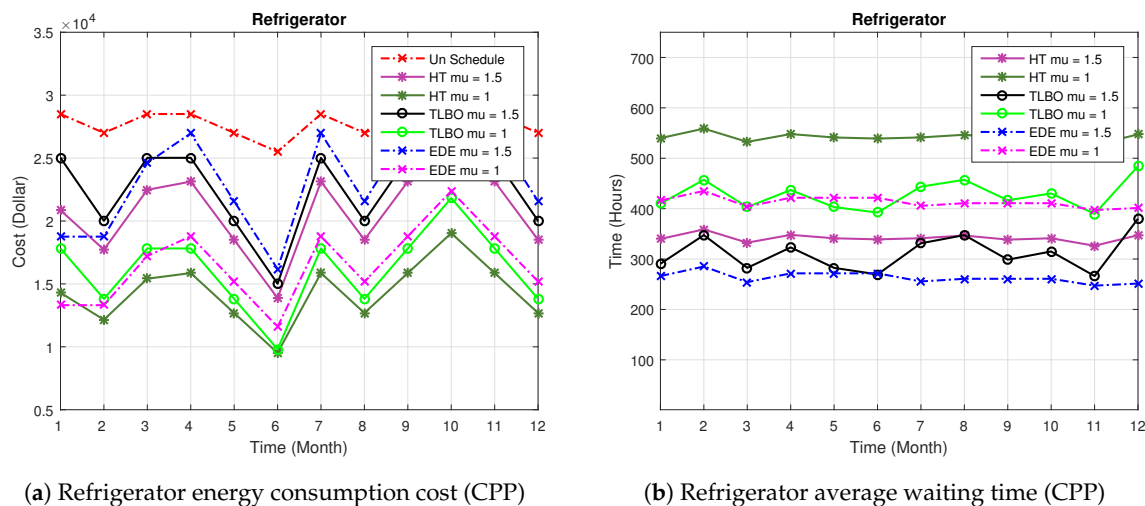 Refrigerator
×10⁴
3.5
3
2.5
2
1.5
1
0.5
Cost (Dollar)
Un Schedule
HT mu = 1.5
HT mu = 1
TLBO mu = 1.5
TLBO mu = 1
EDE mu = 1.5
EDE mu = 1
1 2 3 4 5 6 7 8 9 10 11 12
Time (Month)
(a) Refrigerator energy consumption cost (CPP)
Refrigerator
700
600
500
400
300
200
100
Time (Hours)
HT mu = 1.5
HT mu = 1
TLBO mu = 1.5
TLBO mu = 1
EDE mu = 1.5
EDE mu = 1
1 2 3 4 5 6 7 8 9 10 11 12
Time (Month)
(b) Refrigerator average waiting time (CPP)